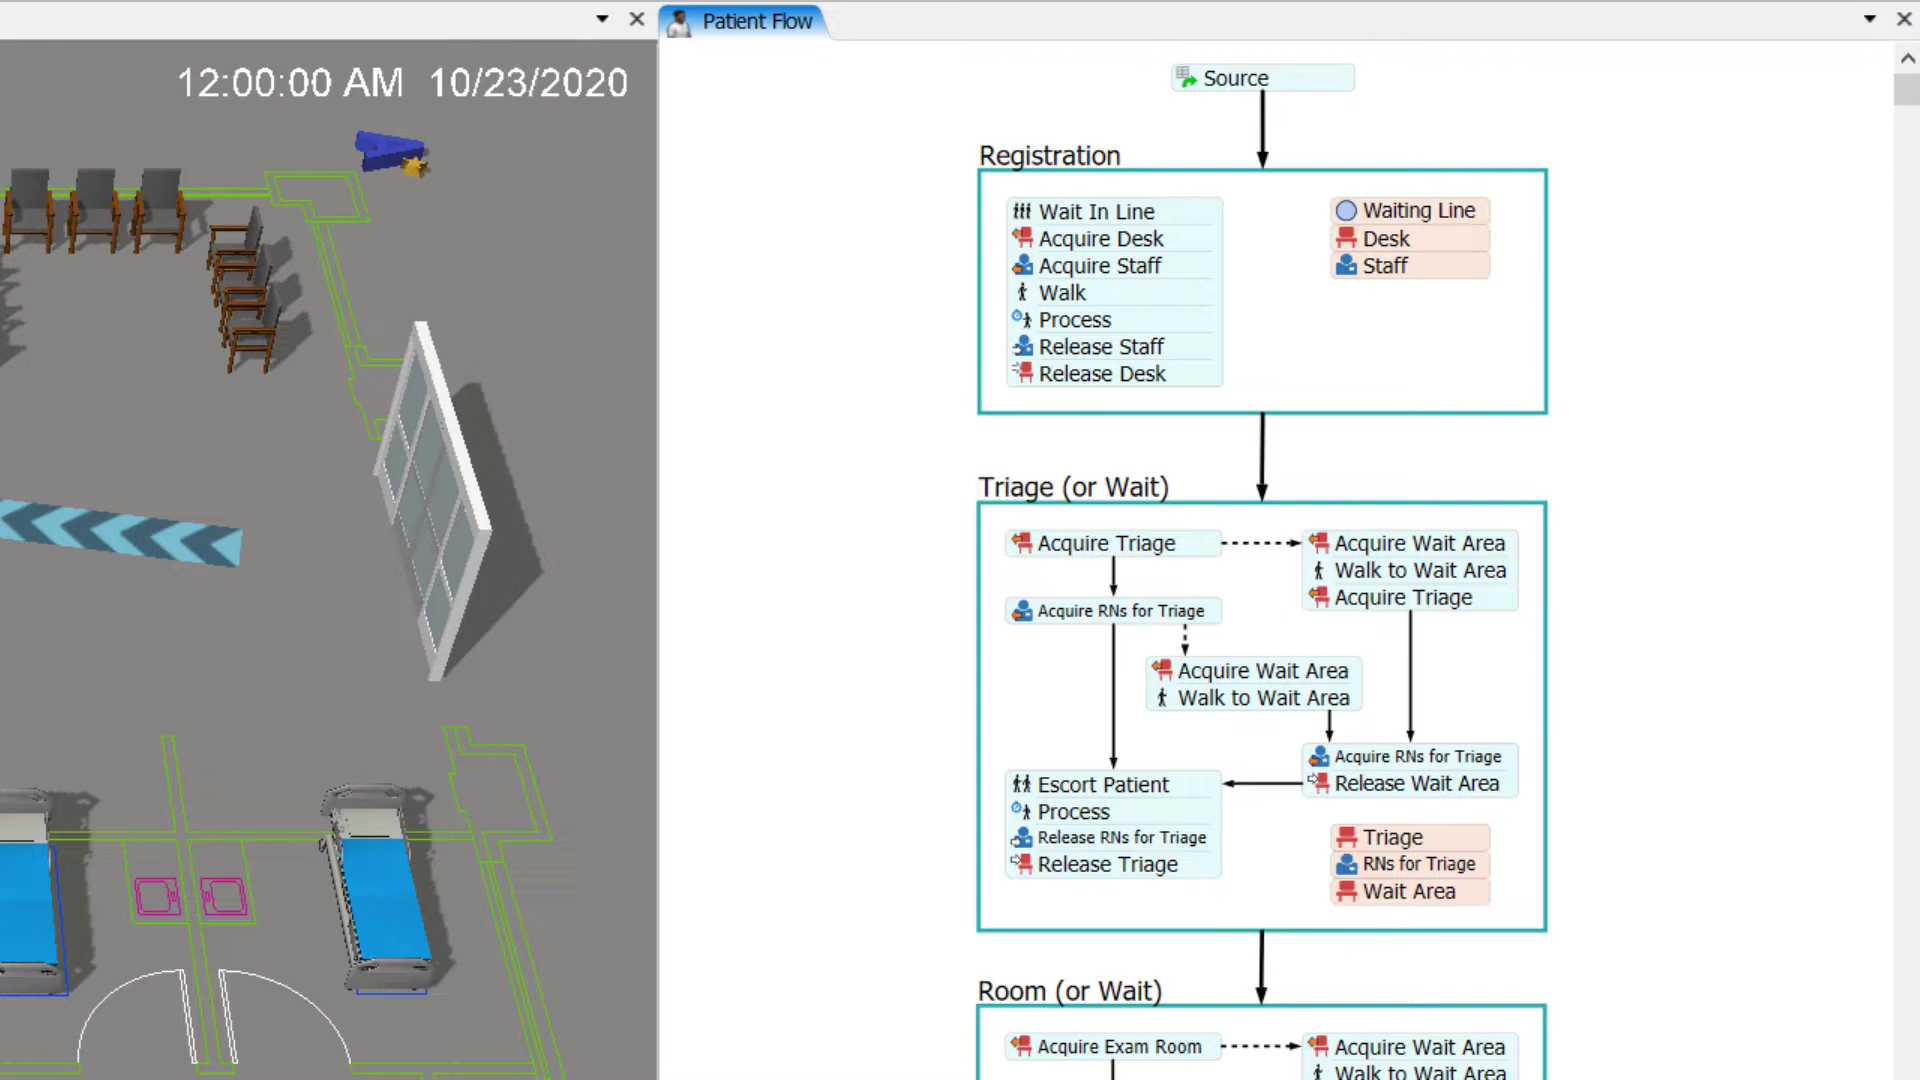 12:00:00 AM 10/23/2020
Patient Flow
Source
Registration
Wait In Line
Acquire Desk
Acquire Staff
Walk
Process
Release Staff
Release Desk
Waiting Line
Desk
Staff
Triage (or Wait)
Acquire Triage
Acquire Wait Area
Walk to Wait Area
Acquire Triage
Acquire RNs for Triage
Acquire Wait Area
Walk to Wait Area
Acquire RNs for Triage
Release Wait Area
Escort Patient
Process
Release RNs for Triage
Release Triage
Triage
RNs for Triage
Wait Area
Room (or Wait)
Acquire Exam Room
Acquire Wait Area
Walk to Wait Area